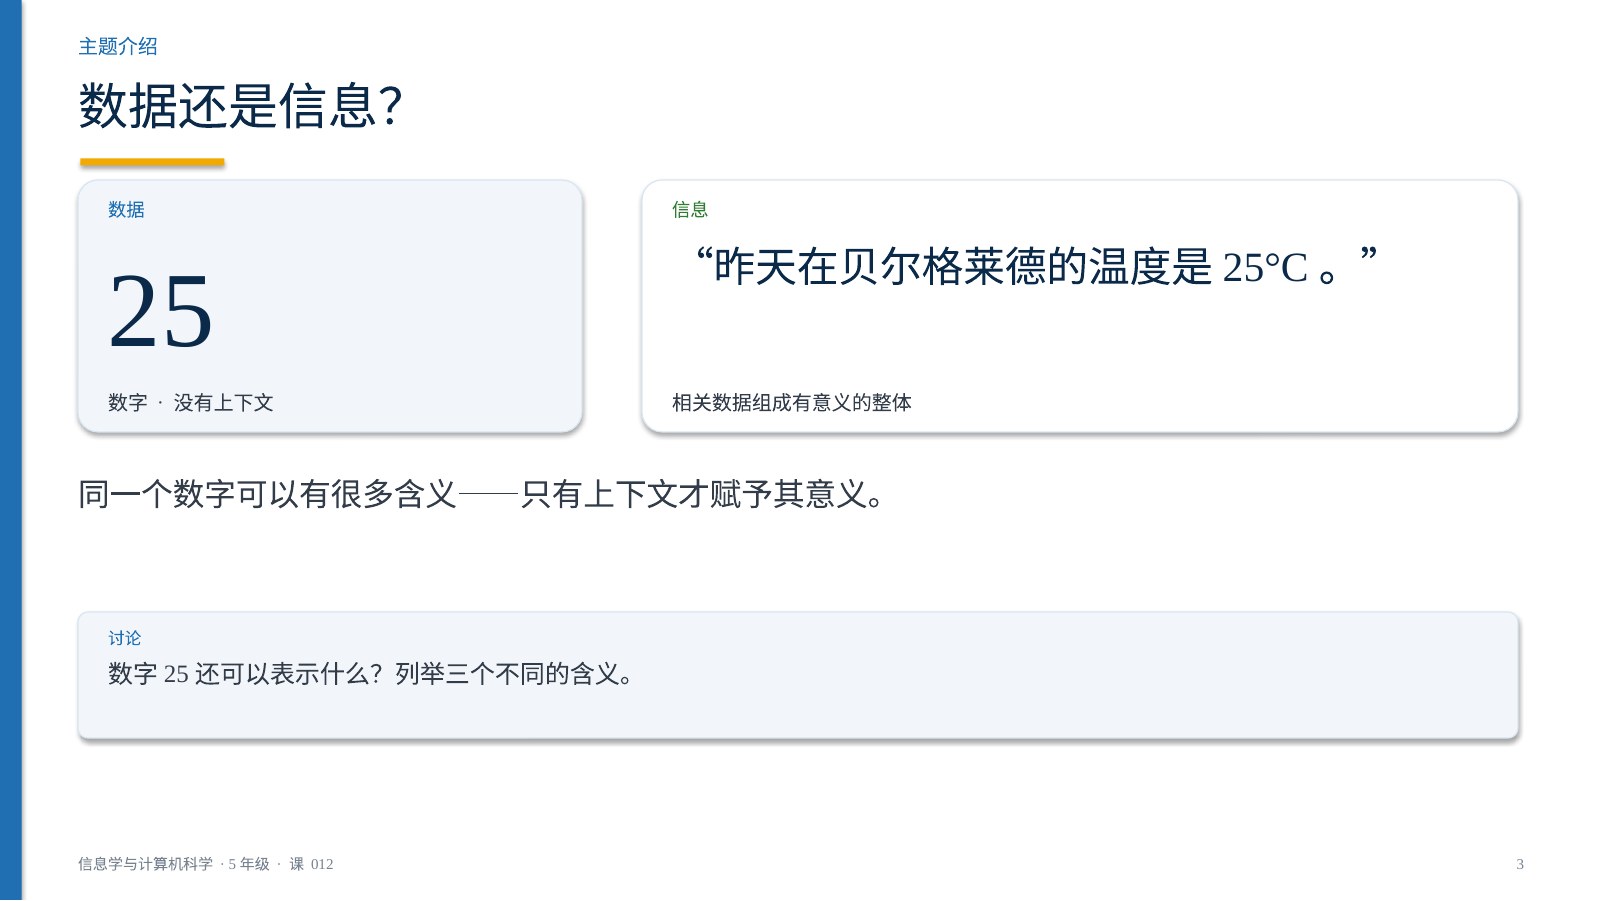 主题介绍
数据还是信息？
数据
25
数字 · 没有上下文
信息
“昨天在贝尔格莱德的温度是 25°C 。”
相关数据组成有意义的整体
同一个数字可以有很多含义——只有上下文才赋予其意义。
讨论
数字 25 还可以表示什么？列举三个不同的含义。
信息学与计算机科学 · 5 年级 · 课 012
3